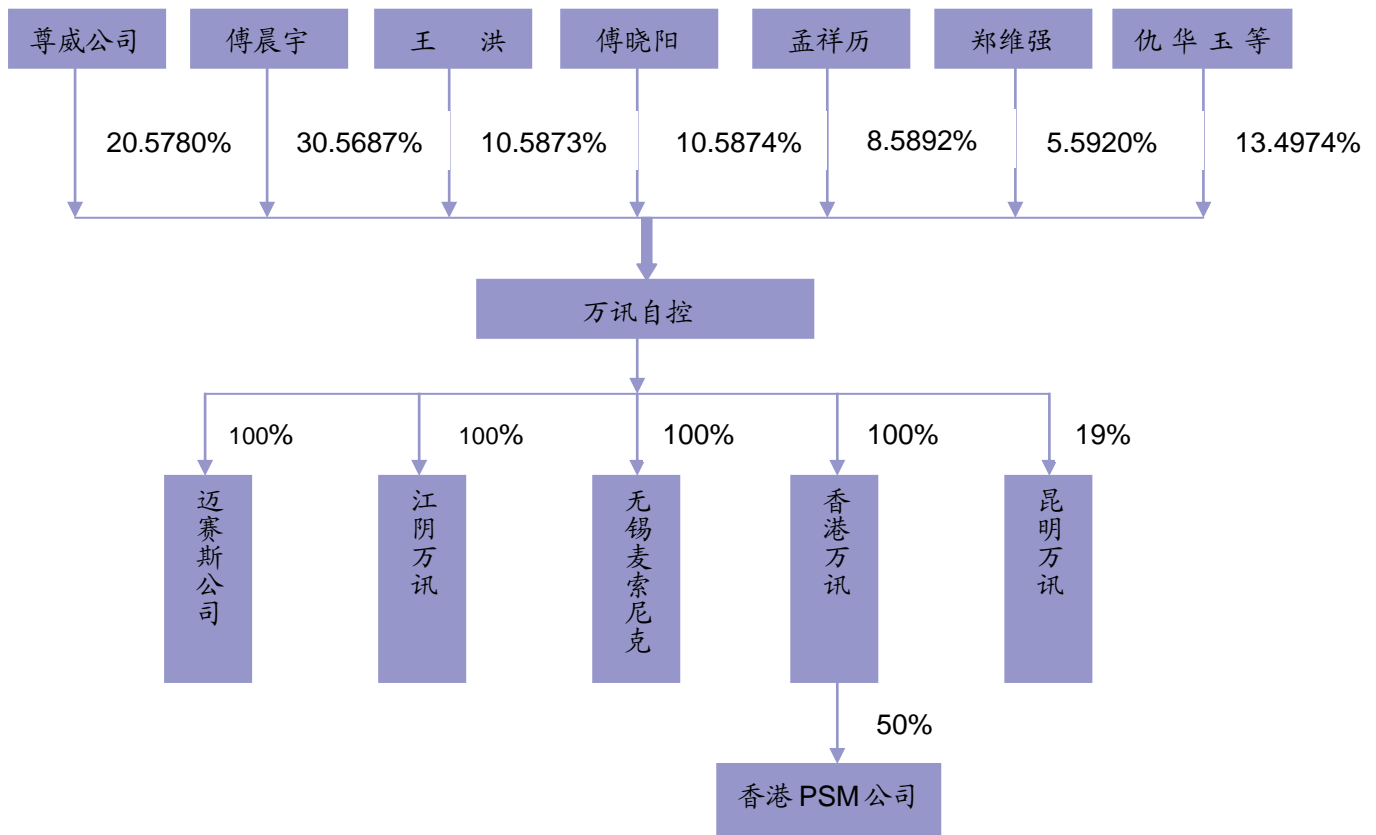 尊威公司
傅晨宇
王 洪
傅晓阳
孟祥历
郑维强
仇华玉等
20.5780%
30.5687%
10.5873%
10.5874%
8.5892%
5.5920%
13.4974%
万讯自控
100%
100%
100%
100%
19%
迈赛斯公司
江阴万讯
无锡麦索尼克
香港万讯
昆明万讯
50%
香港 PSM 公司